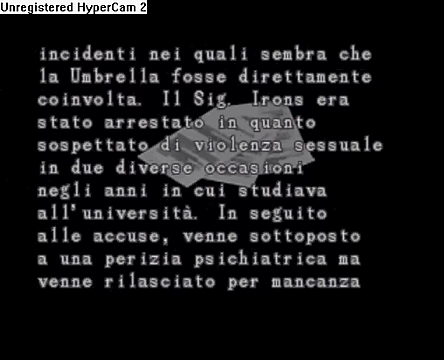 Unregistered HyperCam 2
incidenti nei quali sembra che
la Umbrella fosse direttamente
coinvolta. Il Sig. Irons era
stato arrestato in quanto
sospettato di violenza sessuale
in due diverse occasioni
negli anni in cui studiava
all'università. In seguito
alle accuse, venne sottoposto
a una perizia psichiatrica ma
venne rilasciato per mancanza